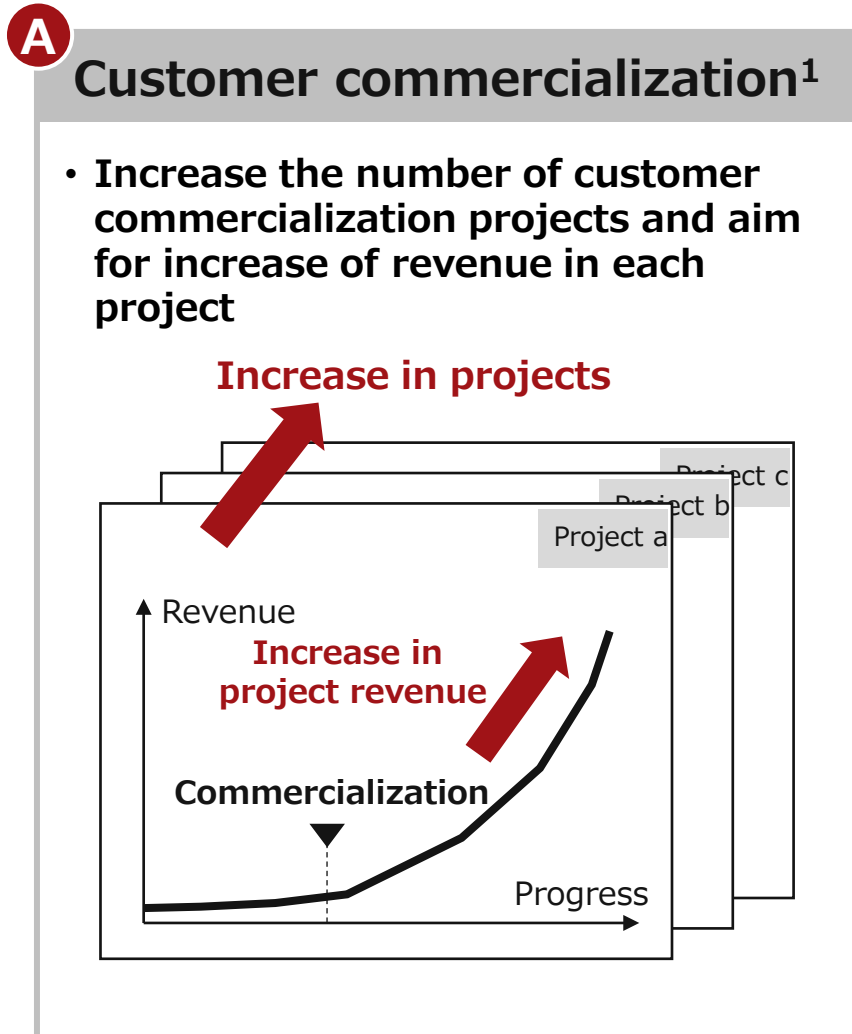 A
Customer commercialization¹
• Increase the number of customer
commercialization projects and aim
for increase of revenue in each
project
Increase in projects
Project c
Project b
Project a
Revenue
Increase in
project revenue
Commercialization
Progress